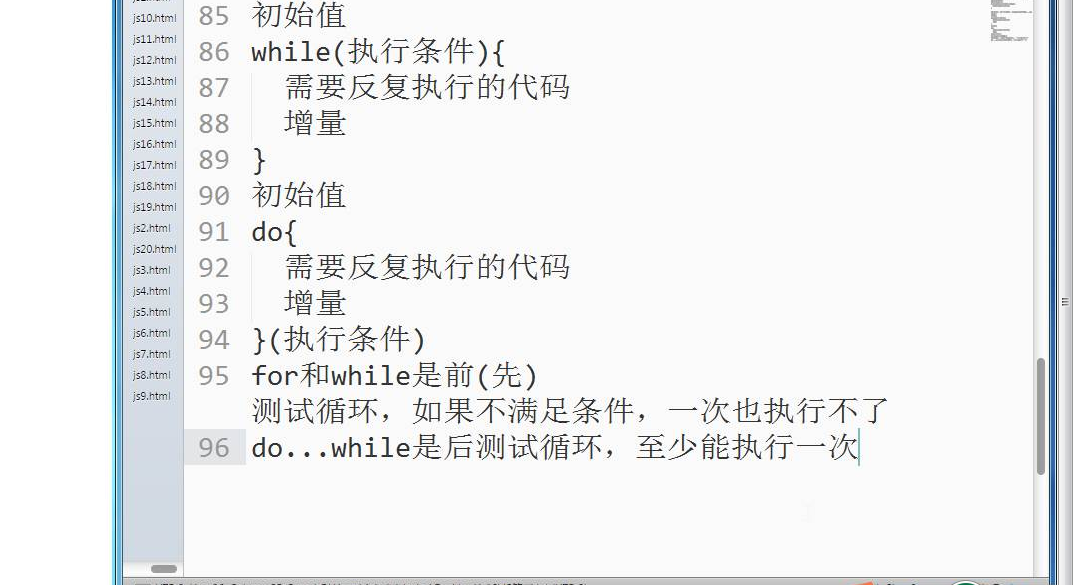 js10.html
js11.html
js12.html
js13.html
js14.html
js15.html
js16.html
js17.html
js18.html
js19.html
js2.html
js20.html
js3.html
js4.html
js5.html
js6.html
js7.html
js8.html
js9.html
85 初始值
86 while(执行条件){
87 需要反复执行的代码
88 增量
89 }
90 初始值
91 do{
92 需要反复执行的代码
93 增量
94 }(执行条件)
95 for和while是前(先)
测试循环，如果不满足条件，一次也执行不了
96 do...while是后测试循环，至少能执行一次